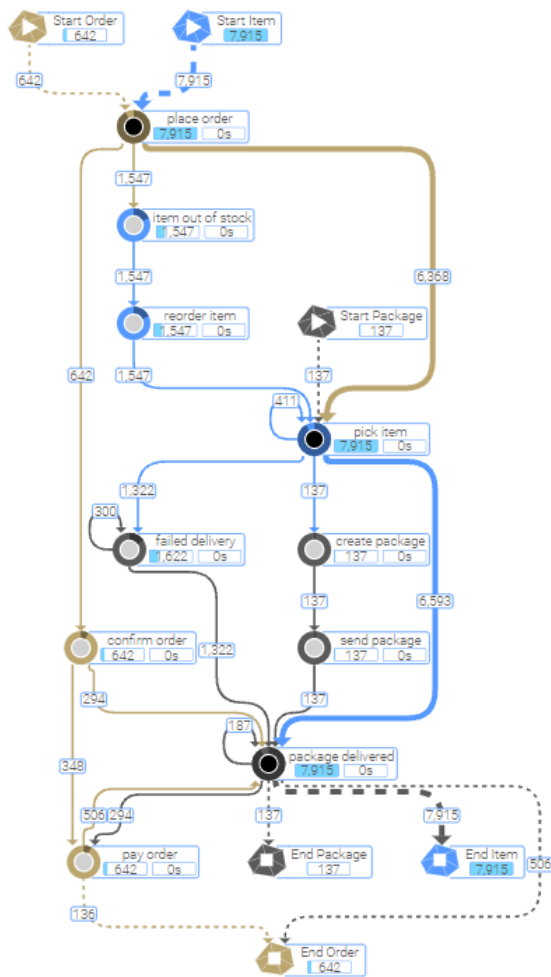 Start Order
642
Start Item
7,915
642
7,915
place order
7,915 0s
1,547
item out of stock
1,547 0s
6,368
1,547
reorder item
1,547 0s
Start Package
137
642
1,547
137
411
pick item
7,915 0s
1,322
137
300
failed delivery
1,622 0s
create package
137 0s
137
6,593
confirm order
642 0s
1,322
send package
137 0s
294
137
187
348
package delivered
7,915 0s
506
294
137
7,915
pay order
642 0s
End Package
137
End Item
7,915
506
136
End Order
642